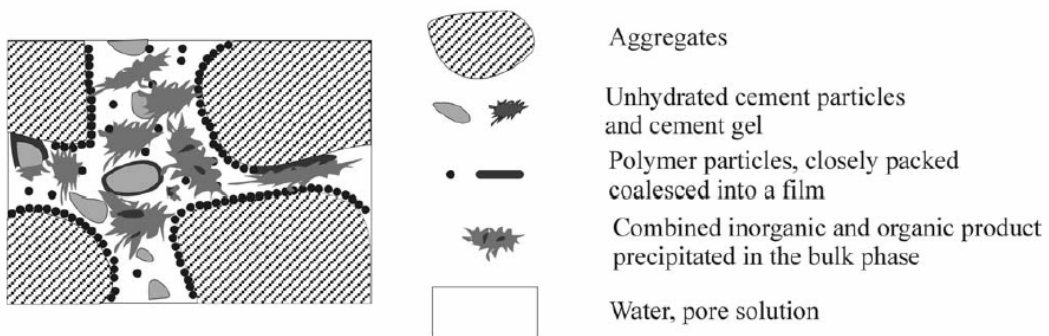 Aggregates
Unhydrated cement particles
and cement gel
Polymer particles, closely packed
coalesced into a film
Combined inorganic and organic product
precipitated in the bulk phase
Water, pore solution